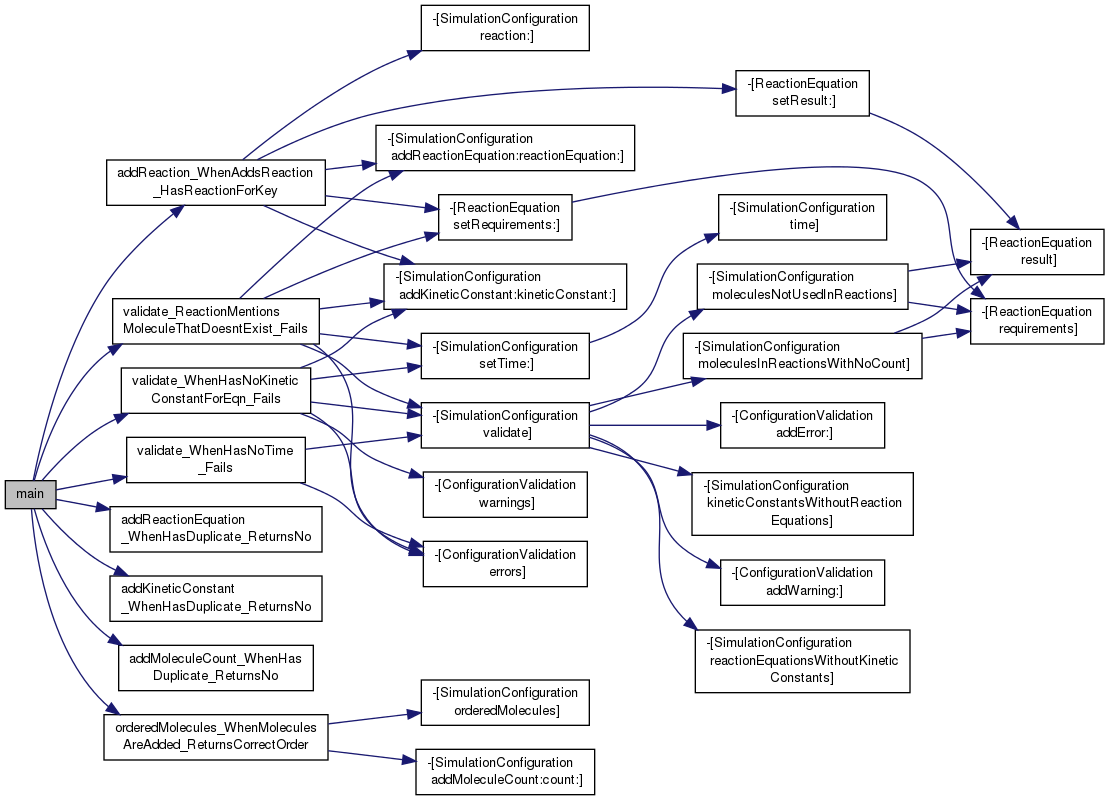 main
addReaction_WhenAddsReaction
_HasReactionForKey
validate_ReactionMentions
MoleculeThatDoesntExist_Fails
validate_WhenHasNoKinetic
ConstantForEqn_Fails
validate_WhenHasNoTime
_Fails
addReactionEquation
_WhenHasDuplicate_ReturnsNo
addKineticConstant
_WhenHasDuplicate_ReturnsNo
addMoleculeCount_WhenHas
Duplicate_ReturnsNo
orderedMolecules_WhenMolecules
AreAdded_ReturnsCorrectOrder
-[SimulationConfiguration
reaction:]
-[SimulationConfiguration
addReactionEquation:reactionEquation:]
-[ReactionEquation
setRequirements:]
-[SimulationConfiguration
addKineticConstant:kineticConstant:]
-[SimulationConfiguration
setTime:]
-[SimulationConfiguration
validate]
-[ConfigurationValidation
warnings]
-[ConfigurationValidation
errors]
-[SimulationConfiguration
orderedMolecules]
-[SimulationConfiguration
addMoleculeCount:count:]
-[ReactionEquation
setResult:]
-[SimulationConfiguration
time]
-[SimulationConfiguration
moleculesNotUsedInReactions]
-[SimulationConfiguration
moleculesInReactionsWithNoCount]
-[ConfigurationValidation
addError:]
-[SimulationConfiguration
kineticConstantsWithoutReaction
Equations]
-[ConfigurationValidation
addWarning:]
-[SimulationConfiguration
reactionEquationsWithoutKinetic
Constants]
-[ReactionEquation
result]
-[ReactionEquation
requirements]